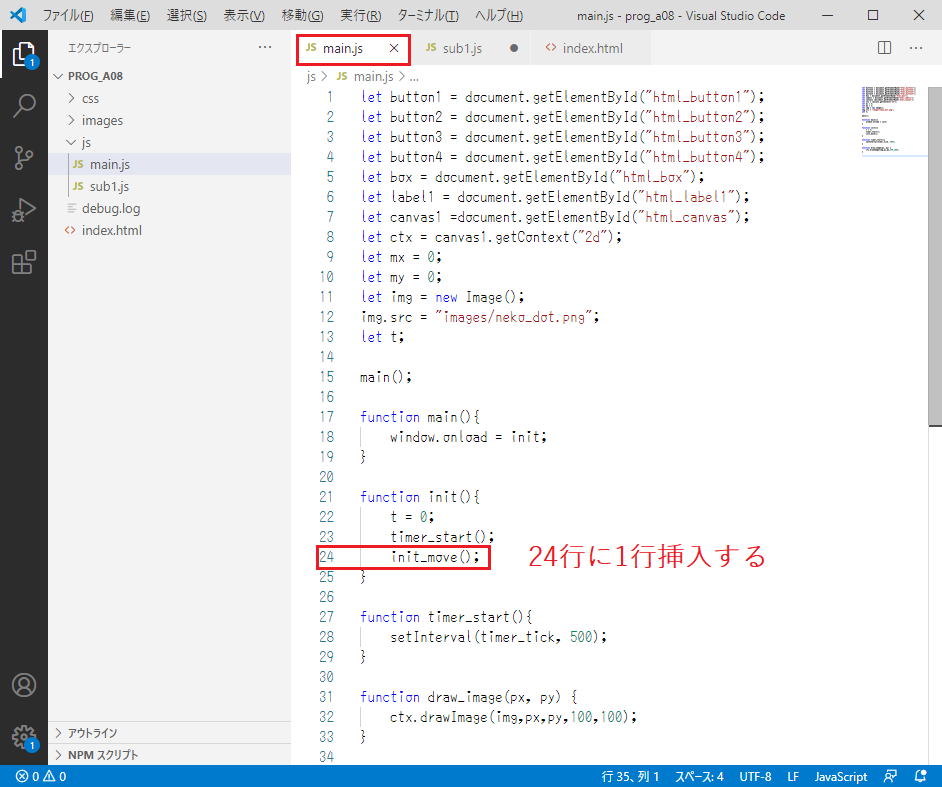 ファイル(F) 編集(E) 選択(S) 表示(V) 移動(G) 実行(R) ターミナル(T) ヘルプ(H) main.js - prog_a08 - Visual Studio Code
エクスプローラー ...
PROG_A08
css
images
js
JS main.js
JS sub1.js
debug.log
<> index.html
アウトライン
NPM スクリプト
1
1
JS main.js × JS sub1.js ● <> index.html ...
js > JS main.js > ...
1 let button1 = document.getElementById("html_button1");
2 let button2 = document.getElementById("html_button2");
3 let button3 = document.getElementById("html_button3");
4 let button4 = document.getElementById("html_button4");
5 let box = document.getElementById("html_box");
6 let label1 = document.getElementById("html_label1");
7 let canvas1 =document.getElementById("html_canvas");
8 let ctx = canvas1.getContext("2d");
9 let mx = 0;
10 let my = 0;
11 let img = new Image();
12 img.src = "images/neko_dot.png";
13 let t;
14
15 main();
16
17 function main(){
18 window.onload = init;
19 }
20
21 function init(){
22 t = 0;
23 timer_start();
24 init_move(); 24行に1行挿入する
25 }
26
27 function timer_start(){
28 setInterval(timer_tick, 500);
29 }
30
31 function draw_image(px, py) {
32 ctx.drawImage(img,px,py,100,100);
33 }
34
0 0 行 35、列 1 スペース: 4 UTF-8 LF JavaScript